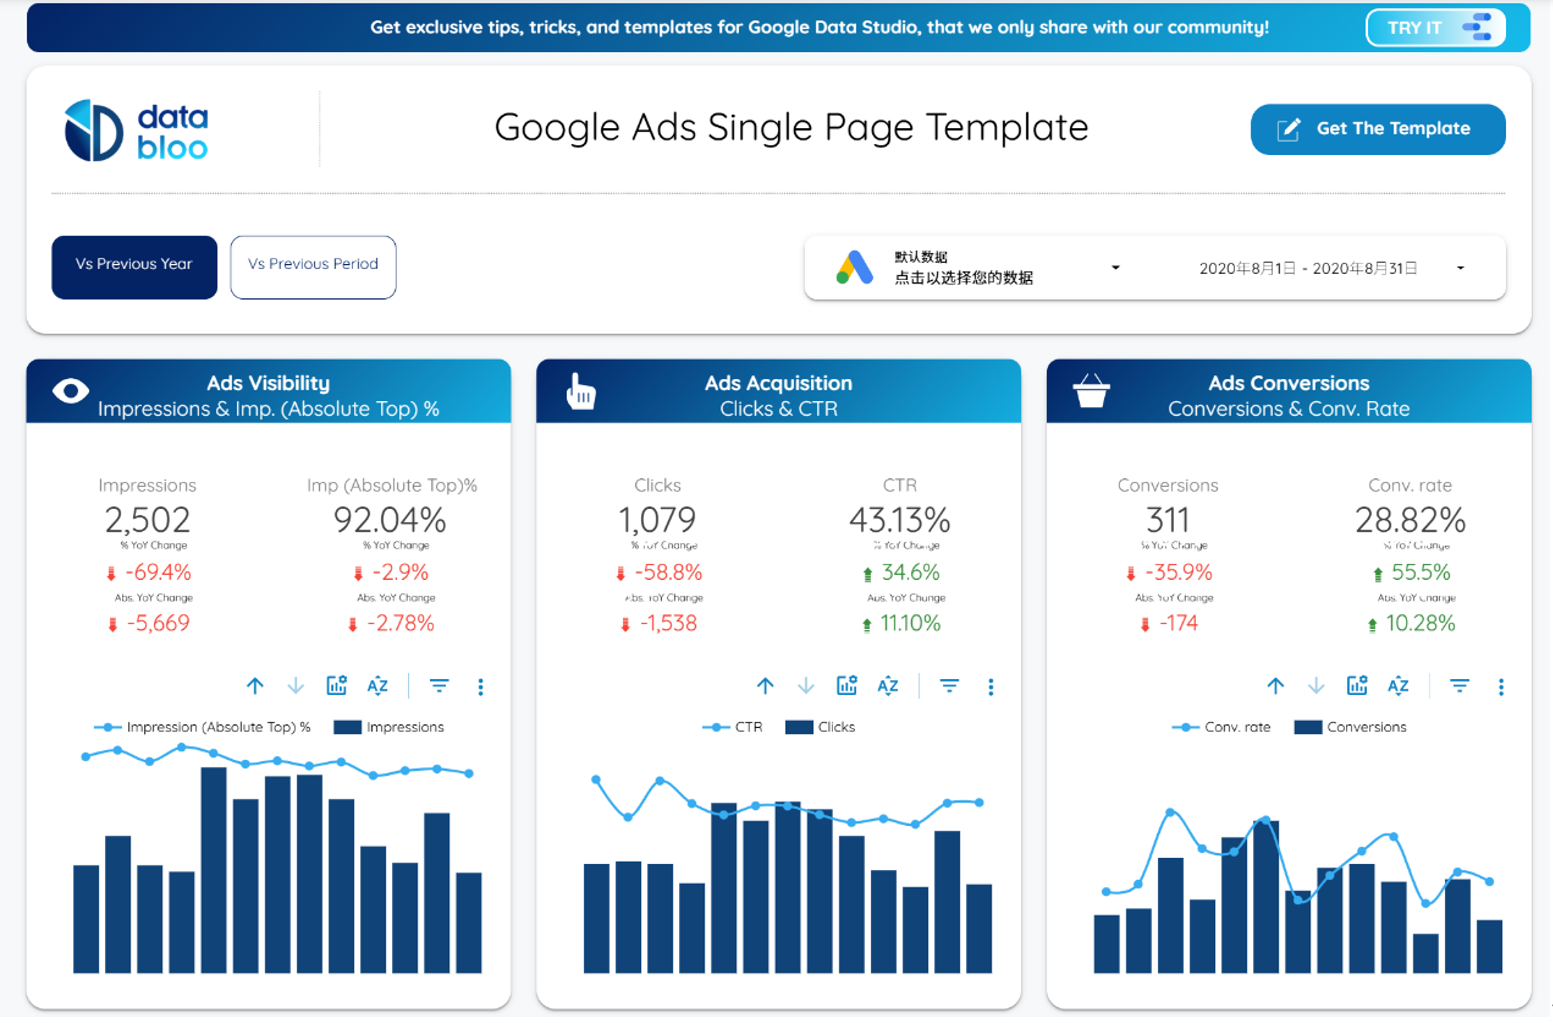 Get exclusive tips, tricks, and templates for Google Data Studio, that we only share with our community!
TRY IT
data
bloo
Google Ads Single Page Template
Get The Template
Vs Previous Year
Vs Previous Period
默认数据
点击以选择您的数据
2020年8月1日 - 2020年8月31日
Ads Visibility
Impressions & Imp. (Absolute Top) %
Impressions
Imp (Absolute Top)%
2,502
92.04%
% YoY Change
% YoY Change
-69.4%
-2.9%
Abs. YoY Change
Abs. YoY Change
-5,669
-2.78%
AZ
Impression (Absolute Top) %
Impressions
Ads Acquisition
Clicks & CTR
Clicks
CTR
1,079
43.13%
% YoY Change
% YoY Change
-58.8%
34.6%
Abs. YoY Change
Abs. YoY Change
-1,538
11.10%
AZ
CTR
Clicks
Ads Conversions
Conversions & Conv. Rate
Conversions
Conv. rate
311
28.82%
% YoY Change
% YoY Change
-35.9%
55.5%
Abs. YoY Change
Abs. YoY Change
-174
10.28%
AZ
Conv. rate
Conversions